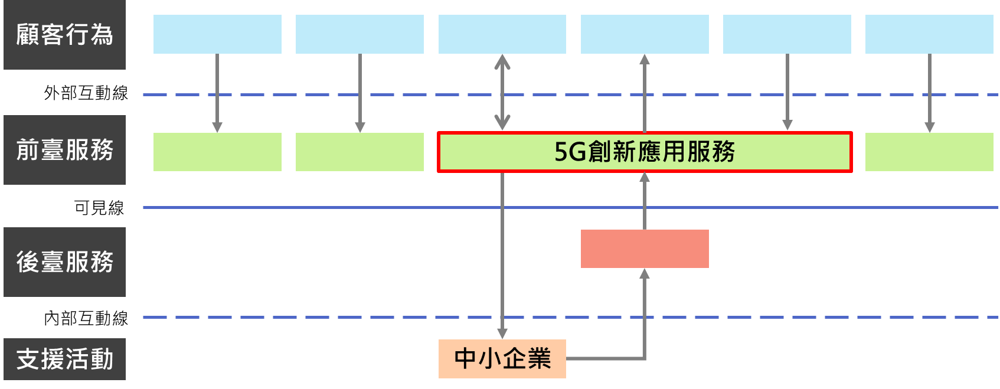 顧客行為
外部互動線
前臺服務
5G創新應用服務
可見線
後臺服務
內部互動線
支援活動
中小企業